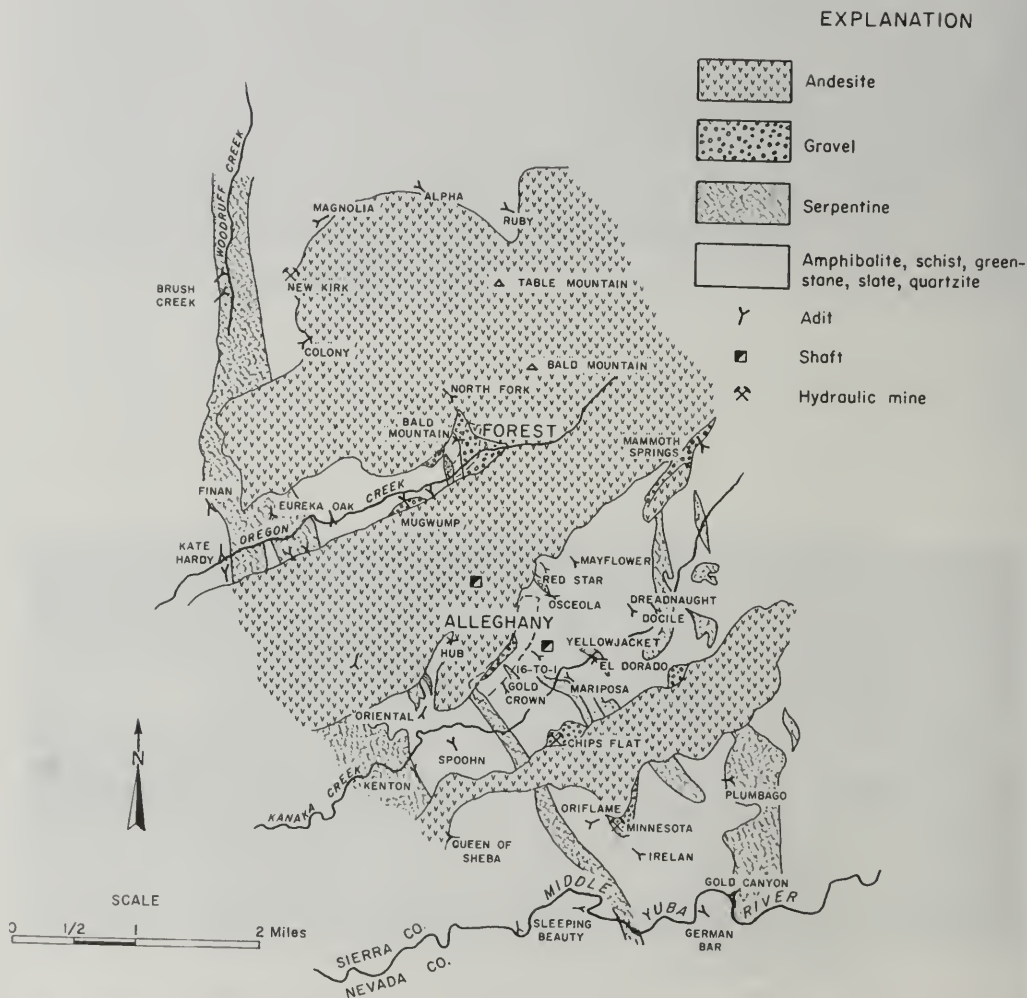 EXPLANATION
Andesite
Gravel
Serpentine
Amphibolite, schist, green-
stane, slate, quartzite
Adit
Shaft
Hydraulic mine
WOODRUFF CREEK
MAGNOLIA
ALPHA
RUBY
BRUSH
CREEK
NEW KIRK
TABLE MOUNTAIN
COLONY
BALD MOUNTAIN
NORTH FORK
BALD
MOUNTAIN
FOREST
MAMMOTH
SPRINGS
FINAN
EUREKA
OAK
OREGON CREEK
MUGWUMP
KATE
HARDY
MAYFLOWER
RED STAR
OSCEOLA
DREADNAUGHT
DOCILE
ALLEGHANY
HUB
YELLOWJACKET
16-TO-1
EL DORADO
GOLD
CROWN
MARIPOSA
ORIENTAL
CHIPS FLAT
SPOOHN
KENTON
KANAKA CREEK
PLUMBAGO
ORIFLAME
MINNESOTA
QUEEN OF
SHEBA
IRELAN
GOLD CANYON
MIDDLE YUBA RIVER
SLEEPING
BEAUTY
GERMAN
BAR
SIERRA CO.
NEVADA CO.
N
SCALE
0 1/2 1 2 Miles